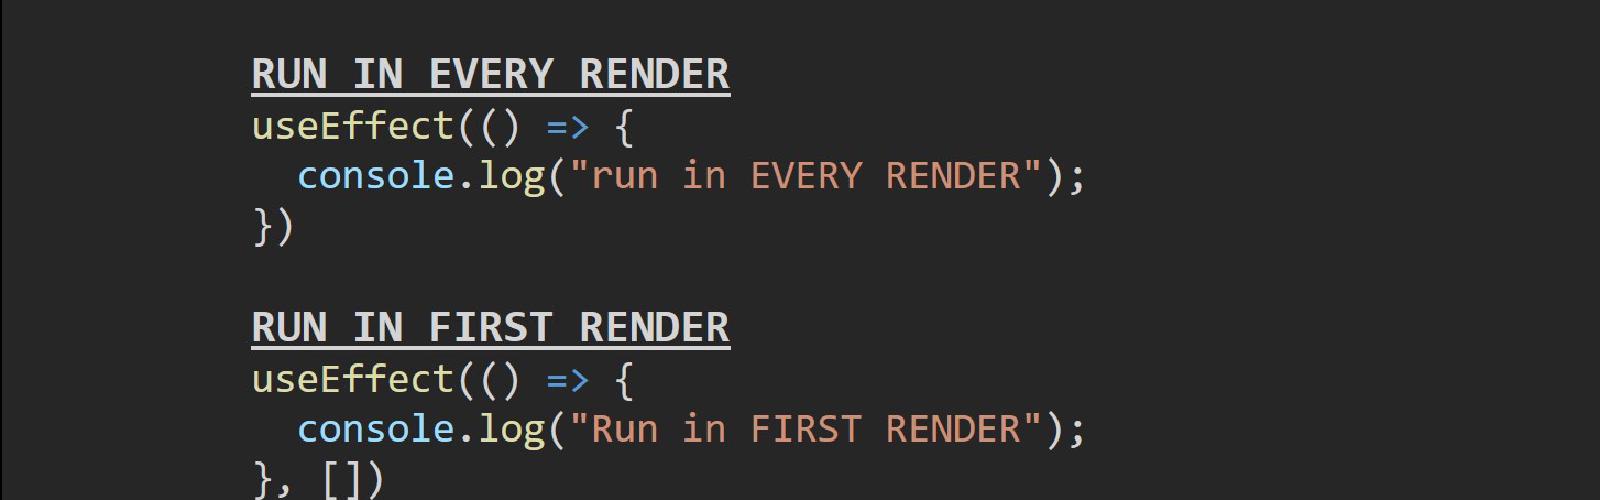 RUN IN EVERY RENDER
useEffect(() => {
  console.log("run in EVERY RENDER");
})
RUN IN FIRST RENDER
useEffect(() => {
  console.log("Run in FIRST RENDER");
}, [])